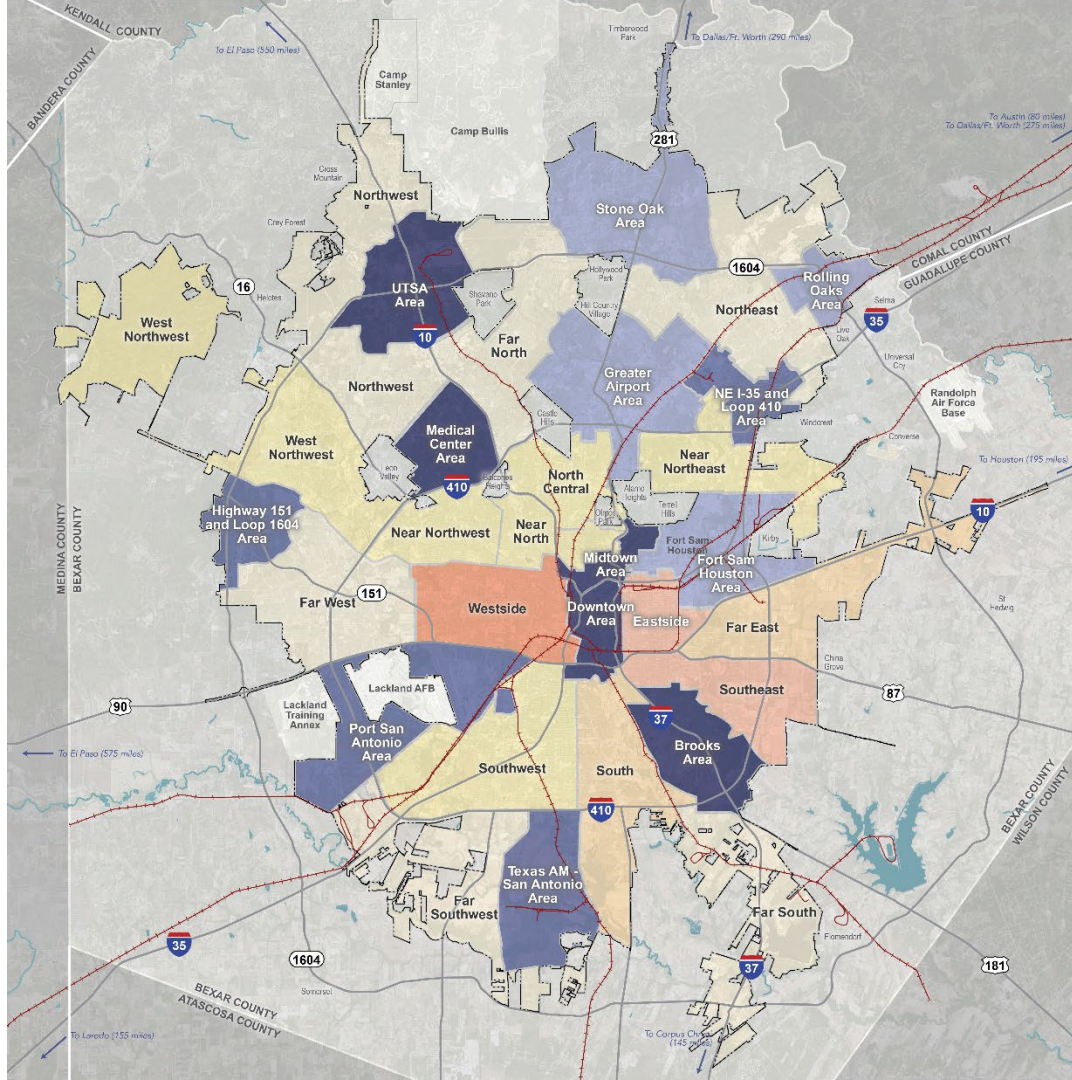 KENDALL COUNTY
BANDERA COUNTY
To El Paso (550 miles)
Timberwood
Park
To Dallas/Ft. Worth (290 miles)
Camp
Stanley
Camp Bullis
281
To Austin (80 miles)
To Dallas/Ft. Worth (275 miles)
Cross
Mountain
Northwest
Grey Forest
Stone Oak
Area
COMAL COUNTY
GUADALUPE COUNTY
1604
16
Helotes
UTSA
Area
Shavano
Park
Hollywood
Park
Hill Country
Village
Rolling
Oaks
Area
Selma
Northeast
35
Live
Oak
West
Northwest
10
Far
North
Universal
City
Northwest
Greater
Airport
Area
NE I-35 and
Loop 410
Area
Randolph
Air Force
Base
Windcrest
Castle
Hills
Medical
Center
Area
Converse
West
Northwest
Leon
Valley
Near
Northeast
To Houston (195 miles)
410
Balcones
Heights
North
Central
Alamo
Heights
Terrell
Hills
Olmos
Park
Highway 151
and Loop 1604
Area
10
Near Northwest
Near
North
Kirby
Fort Sam
Houston
Midtown
Area
Fort Sam
Houston
Area
MEDINA COUNTY
BEXAR COUNTY
151
Far West
Westside
Downtown
Area
Eastside
Far East
St
Hedwig
China
Grove
Lackland AFB
Southeast
87
90
Lackland
Training
Annex
37
Port San
Antonio
Area
Brooks
Area
To El Paso (575 miles)
Southwest
South
410
BEXAR COUNTY
WILSON COUNTY
Texas AM -
San Antonio
Area
Far
Southwest
Far South
Elmendorf
35
1604
37
181
Somerset
BEXAR COUNTY
ATASCOSA COUNTY
To Laredo (155 miles)
To Corpus Christi
(145 miles)